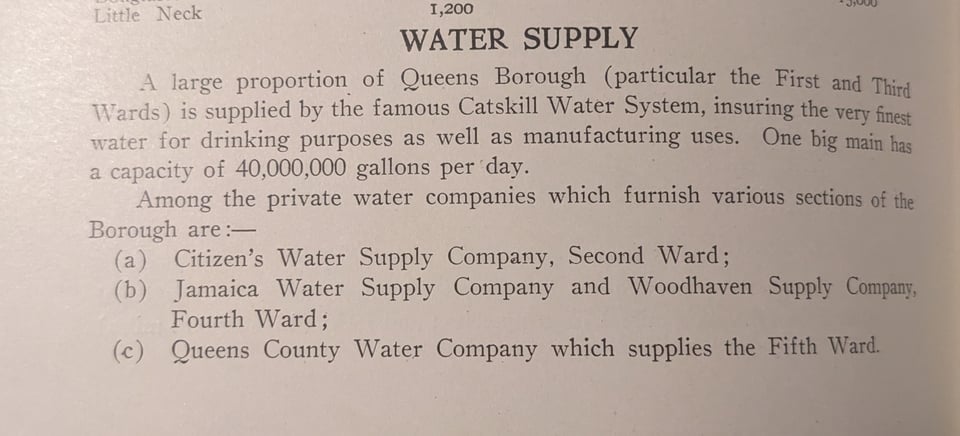 Little Neck 1,200
WATER SUPPLY
A large proportion of Queens Borough (particular the First and Third
Wards) is supplied by the famous Catskill Water System, insuring the very finest
water for drinking purposes as well as manufacturing uses. One big main has
a capacity of 40,000,000 gallons per day.
Among the private water companies which furnish various sections of the
Borough are:—
(a) Citizen's Water Supply Company, Second Ward;
(b) Jamaica Water Supply Company and Woodhaven Supply Company,
Fourth Ward;
(c) Queens County Water Company which supplies the Fifth Ward.